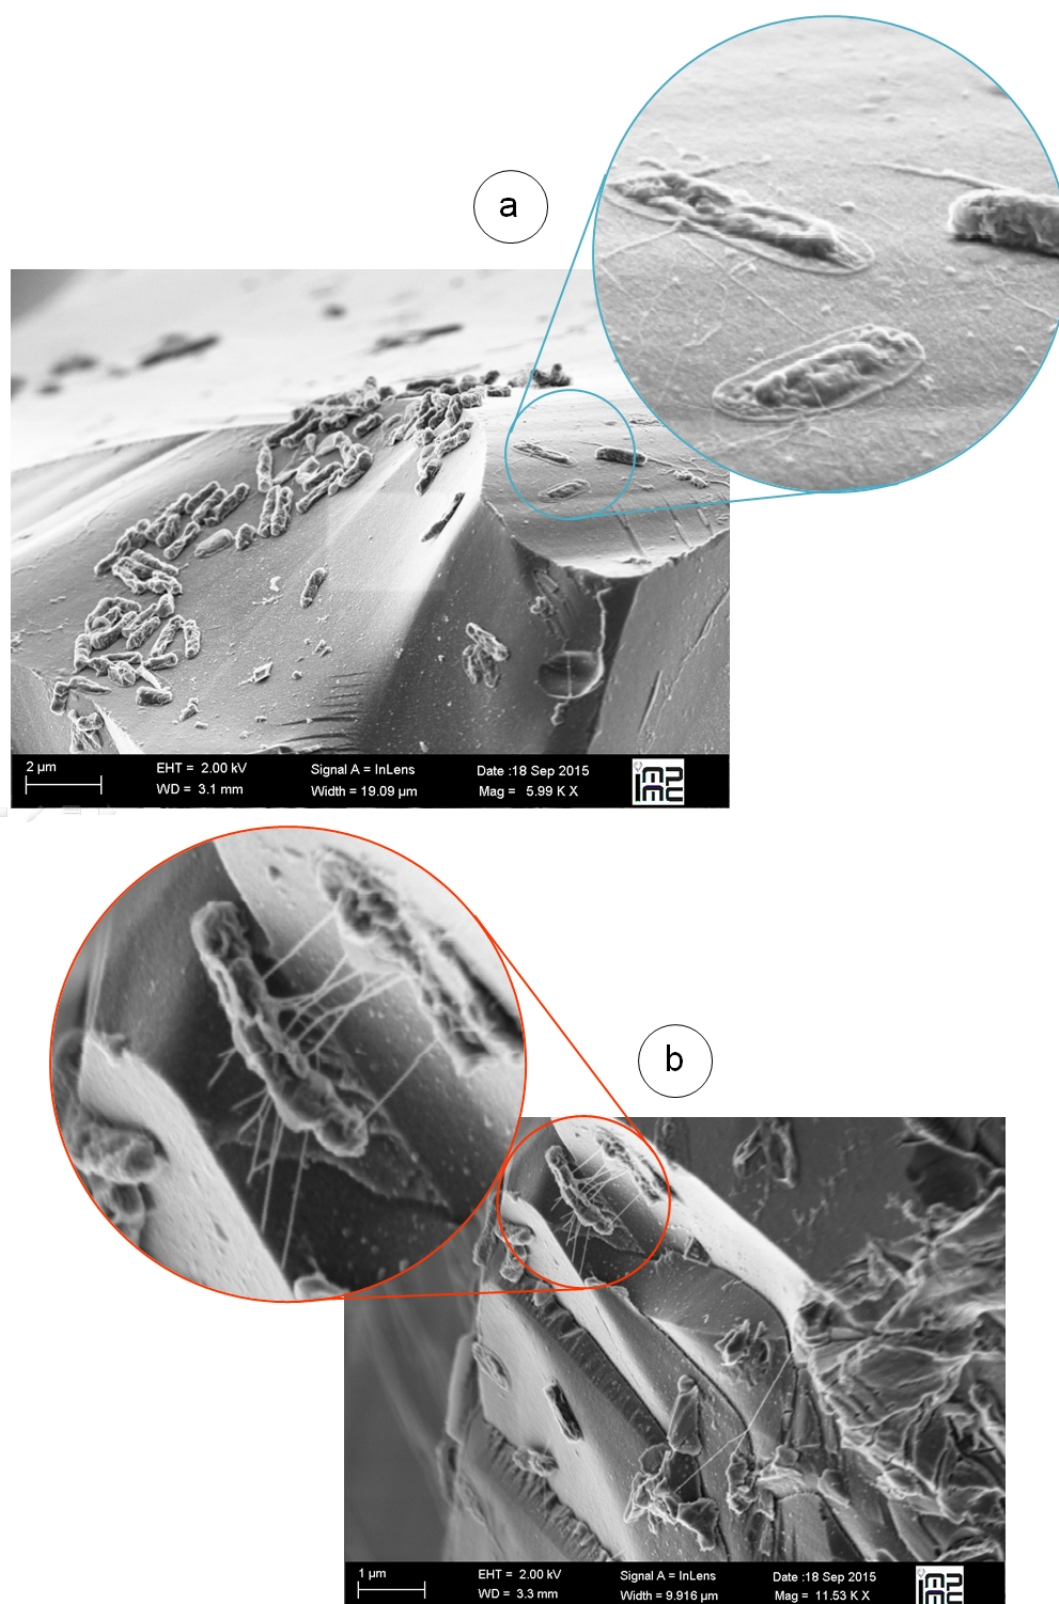 a
2 µm
EHT = 2.00 kV
Signal A = InLens
Date :18 Sep 2015
WD = 3.1 mm
Width = 19.09 µm
Mag = 5.99 K X
IMPMC
b
1 µm
EHT = 2.00 kV
Signal A = InLens
Date :18 Sep 2015
WD = 3.3 mm
Width = 9.916 µm
Mag = 11.53 K X